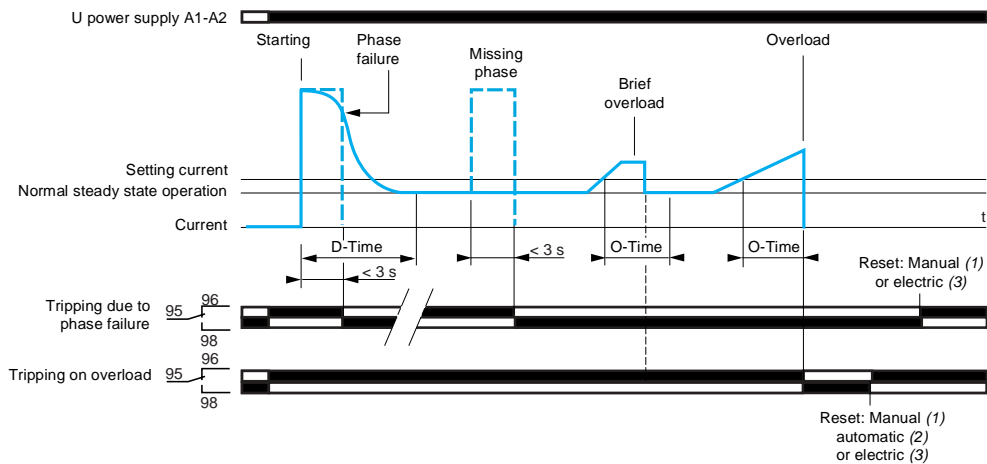 U power supply A1-A2
Starting
Phase
failure
Missing
phase
Brief
overload
Overload
Setting current
Normal steady state operation
Current
t
D-Time
< 3 s
O-Time
O-Time
< 3 s
Reset: Manual (1)
or electric (3)
Tripping due to
phase failure
95
96
98
Tripping on overload
95
96
98
Reset: Manual (1)
automatic (2)
or electric (3)